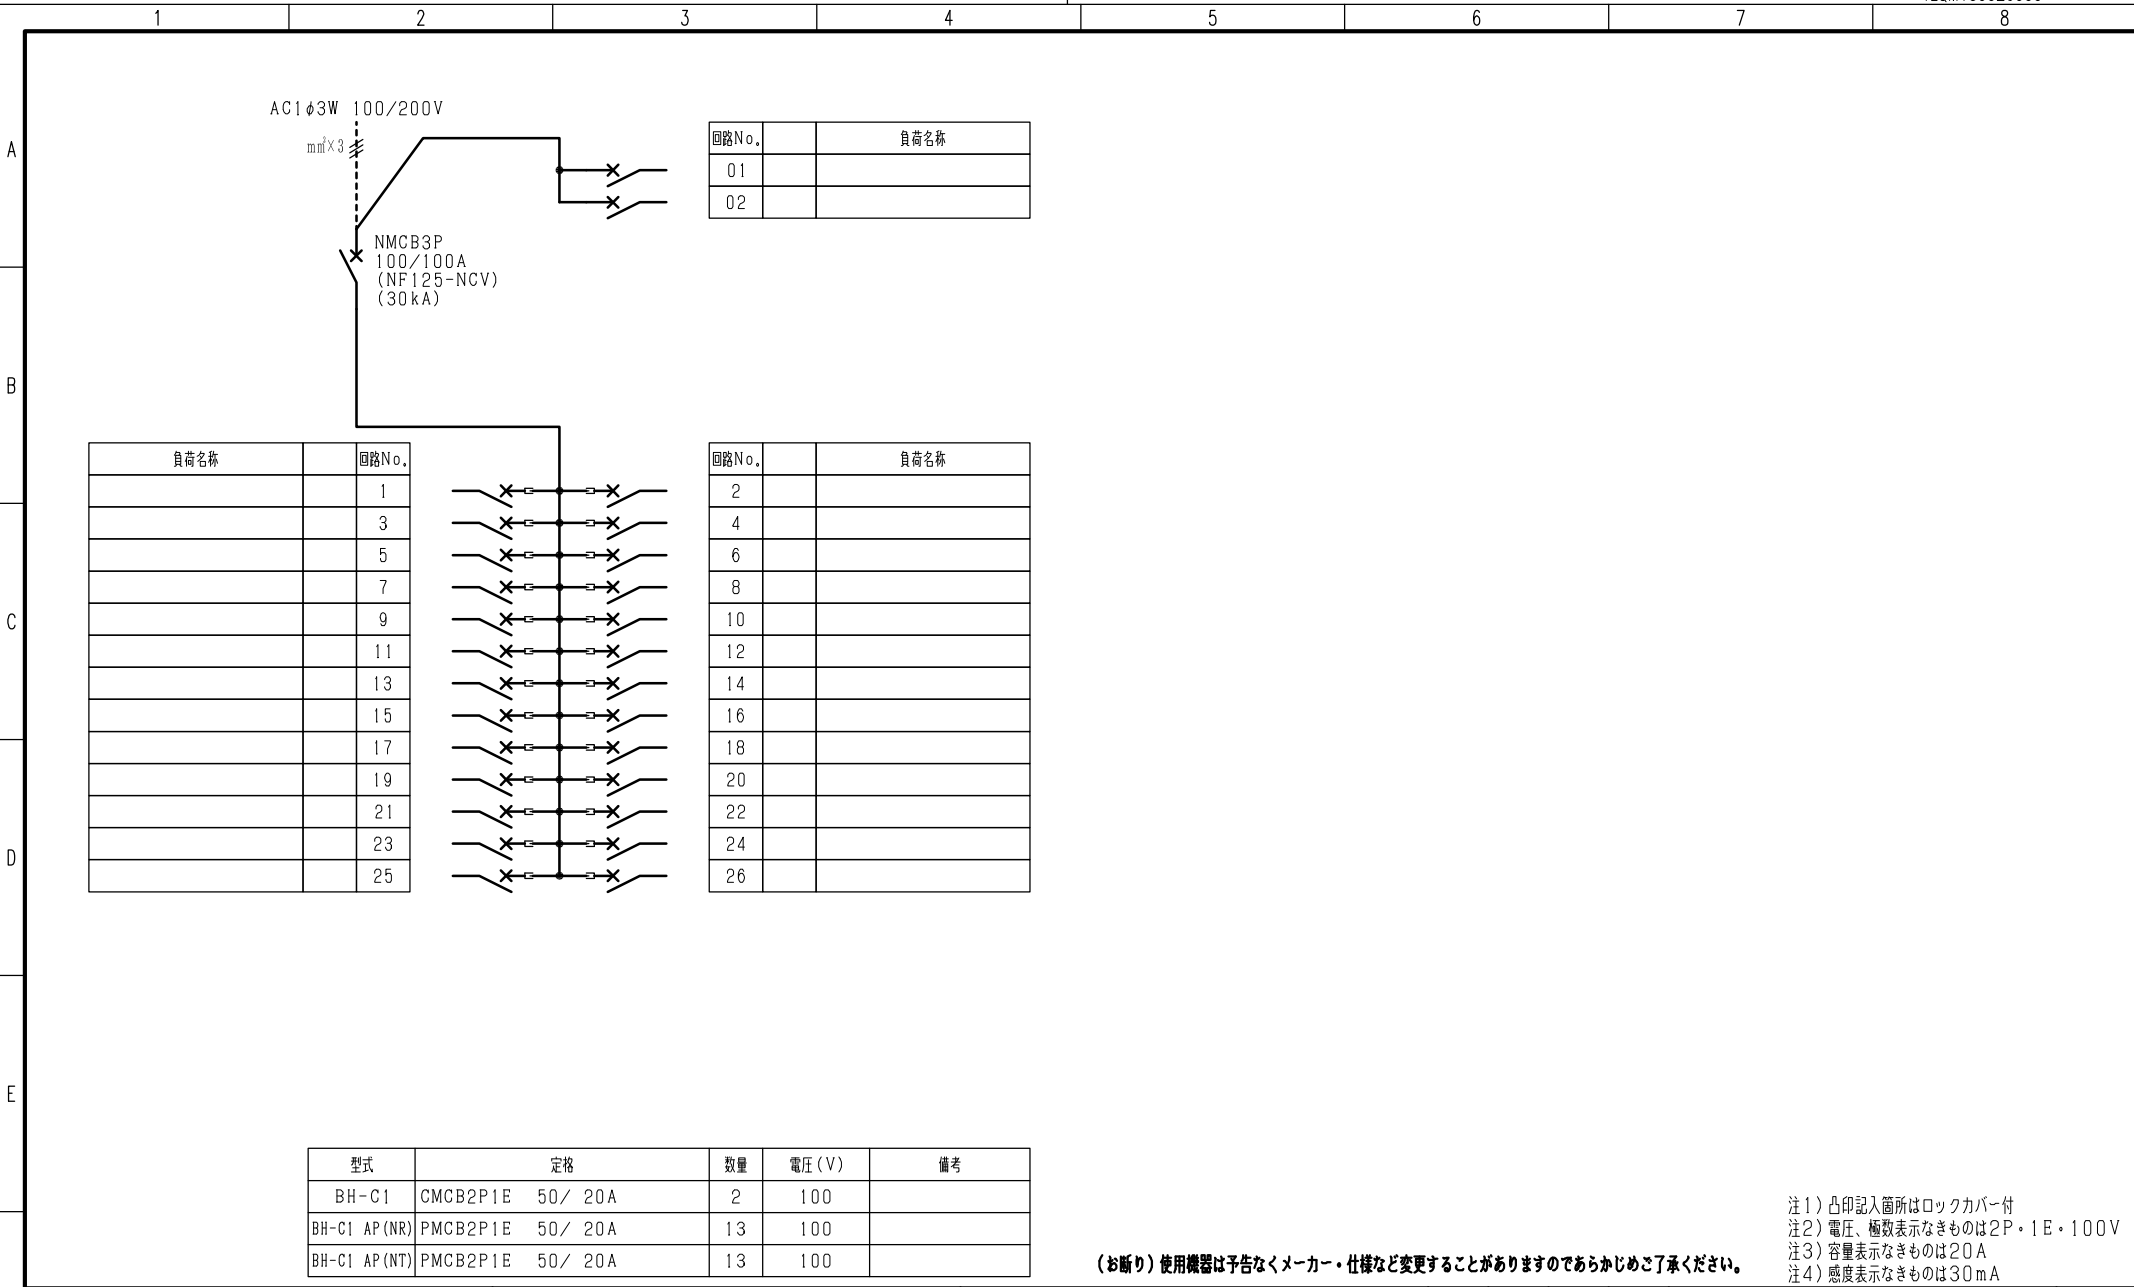 1 2 3 4 5 6 7 8
A
B
C
D
E
AC1φ3W 100/200V
mm²×3
NMCB3P
100/100A
(NF125-NCV)
(30kA)
回路No. 負荷名称
01
02
負荷名称 回路No.
1
3
5
7
9
11
13
15
17
19
21
23
25
回路No. 負荷名称
2
4
6
8
10
12
14
16
18
20
22
24
26
型式 定格 数量 電圧(V) 備考
BH-C1 CMCB2P1E 50/ 20A 2 100
BH-C1 AP(NR) PMCB2P1E 50/ 20A 13 100
BH-C1 AP(NT) PMCB2P1E 50/ 20A 13 100
(お断り)使用機器は予告なくメーカー・仕様など変更することがありますのであらかじめご了承ください。
注1)凸印記入箇所はロックカバー付
注2)電圧、極数表示なきものは2P・1E・100V
注3)容量表示なきものは20A
注4)感度表示なきものは30mA